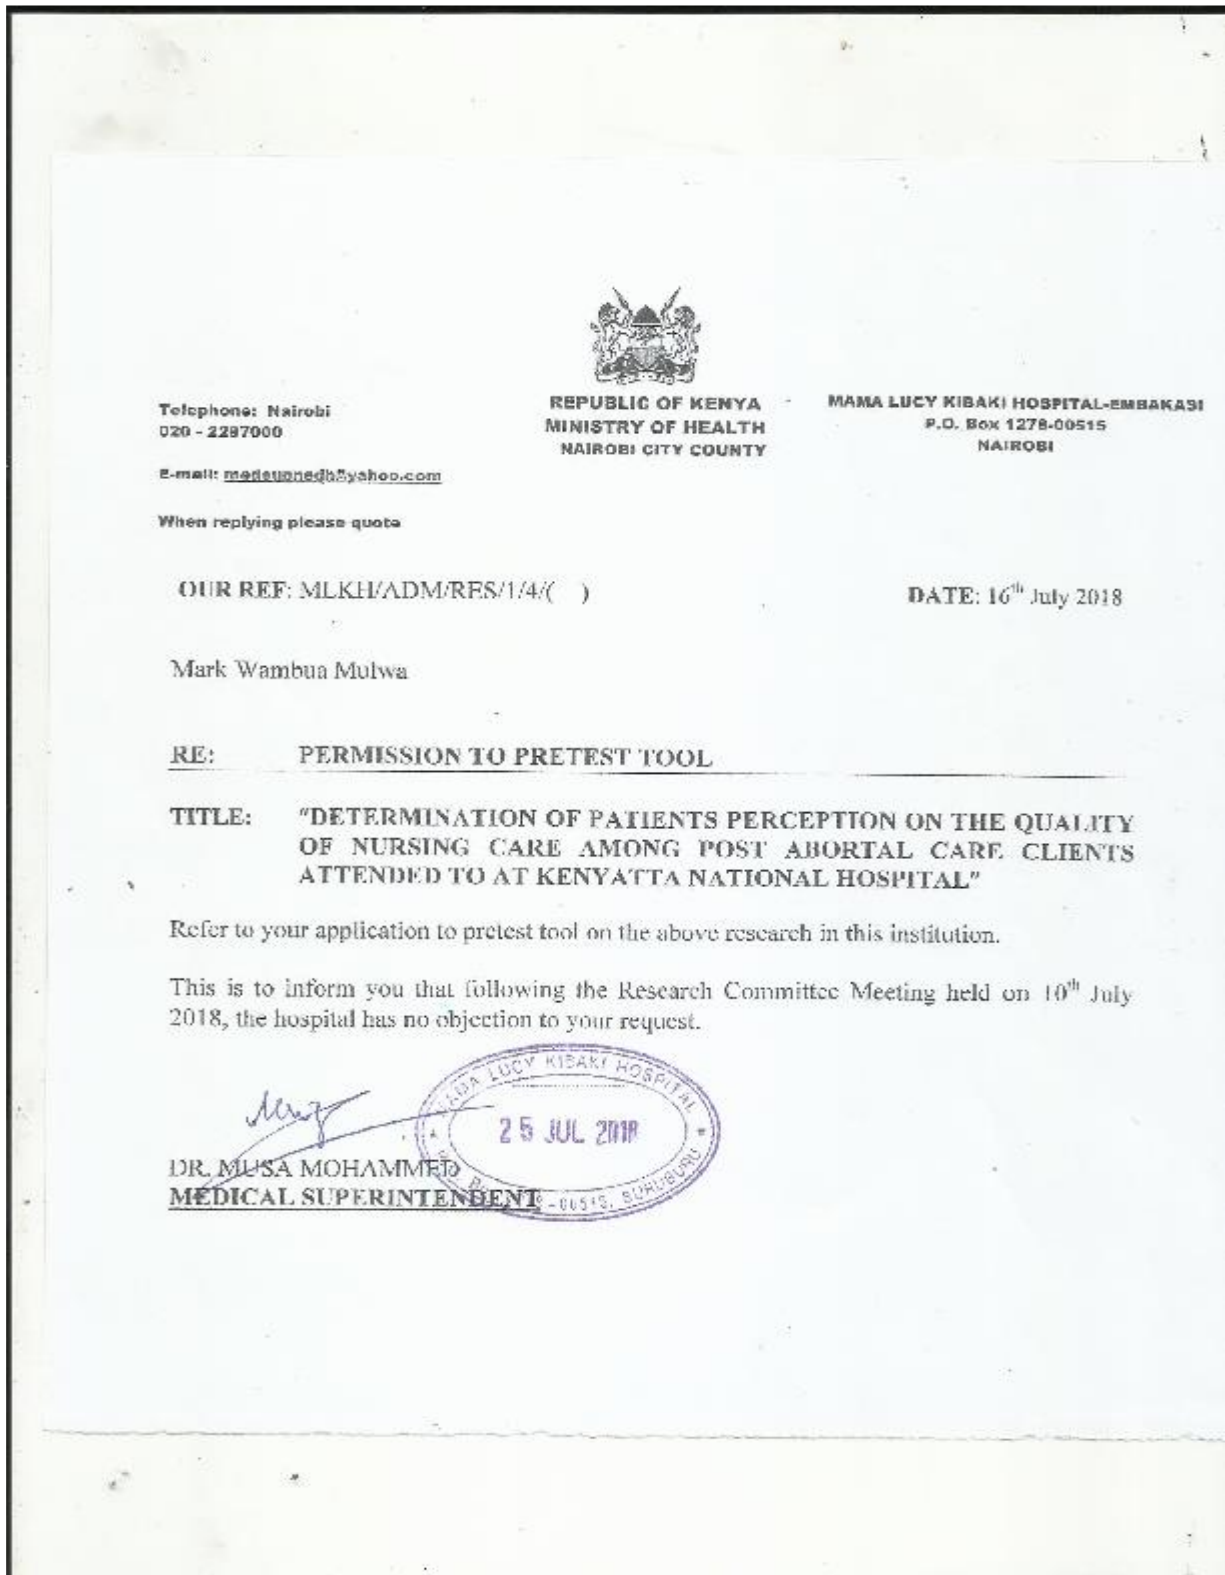 REPUBLIC OF KENYA
MINISTRY OF HEALTH
NAIROBI CITY COUNTY
Telephone: Nairobi
020 - 2297000
E-mail:
When replying please quote
MAMA LUCY KIBAKI HOSPITAL-EMBAKASI
P.O. Box 1278-00515
NAIROBI
OUR REF: MLKH/ADM/RES/1/4/( )
DATE: 16th July 2018
Mark Wambua Mulwa
RE: PERMISSION TO PRETEST TOOL
TITLE: "DETERMINATION OF PATIENTS PERCEPTION ON THE QUALITY
OF NURSING CARE AMONG POST ABORTAL CARE CLIENTS
ATTENDED TO AT KENYATTA NATIONAL HOSPITAL"
Refer to your application to pretest tool on the above research in this institution.
This is to inform you that following the Research Committee Meeting held on 10th July
2018, the hospital has no objection to your request.
MAMA LUCY KIBAKI HOSPITAL
25 JUL 2018
-00515, BURUBURU
DR. MUSA MOHAMMED
MEDICAL SUPERINTENDENT